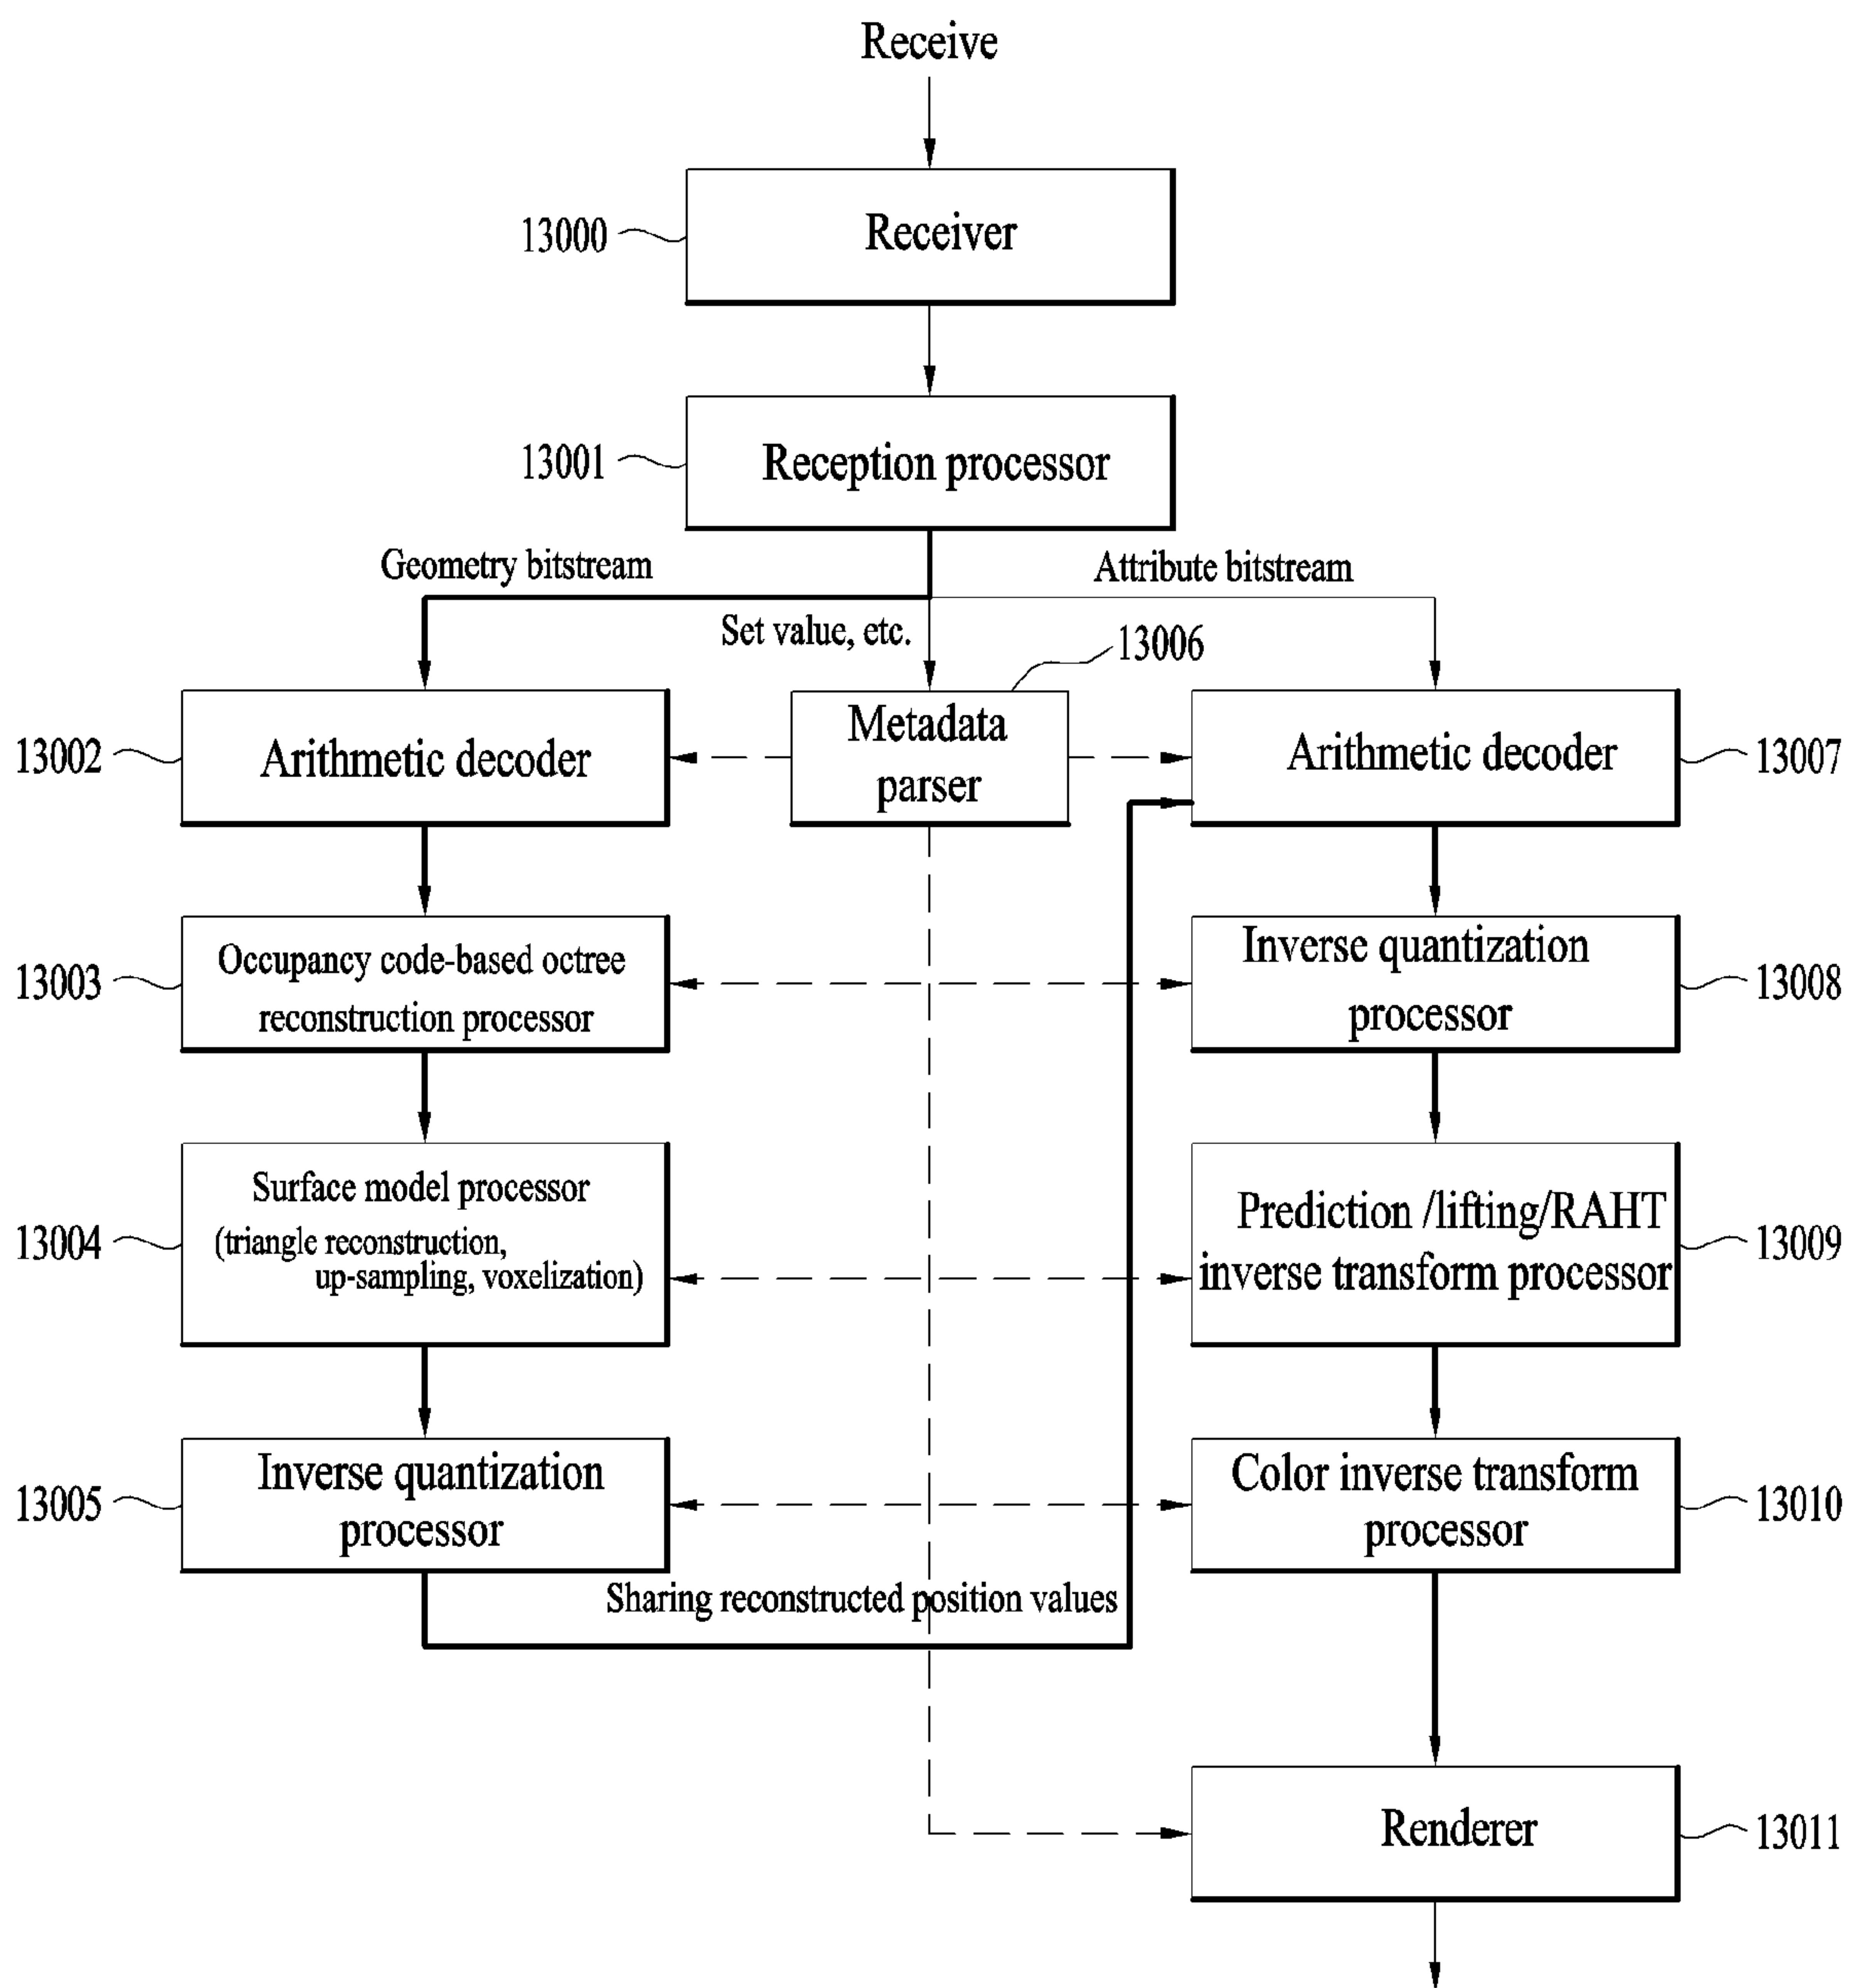 Receive
13000
Receiver
13001
Reception processor
Geometry bitstream
Attribute bitstream
Set value, etc.
13006
13002
Arithmetic decoder
Metadata
parser
Arithmetic decoder
13007
13003
Occupancy code-based octree
reconstruction processor
Inverse quantization
processor
13008
13004
Surface model processor
(triangle reconstruction,
up-sampling, voxelization)
Prediction /lifting/RAHT
inverse transform processor
13009
13005
Inverse quantization
processor
Color inverse transform
processor
13010
Sharing reconstructed position values
Renderer
13011